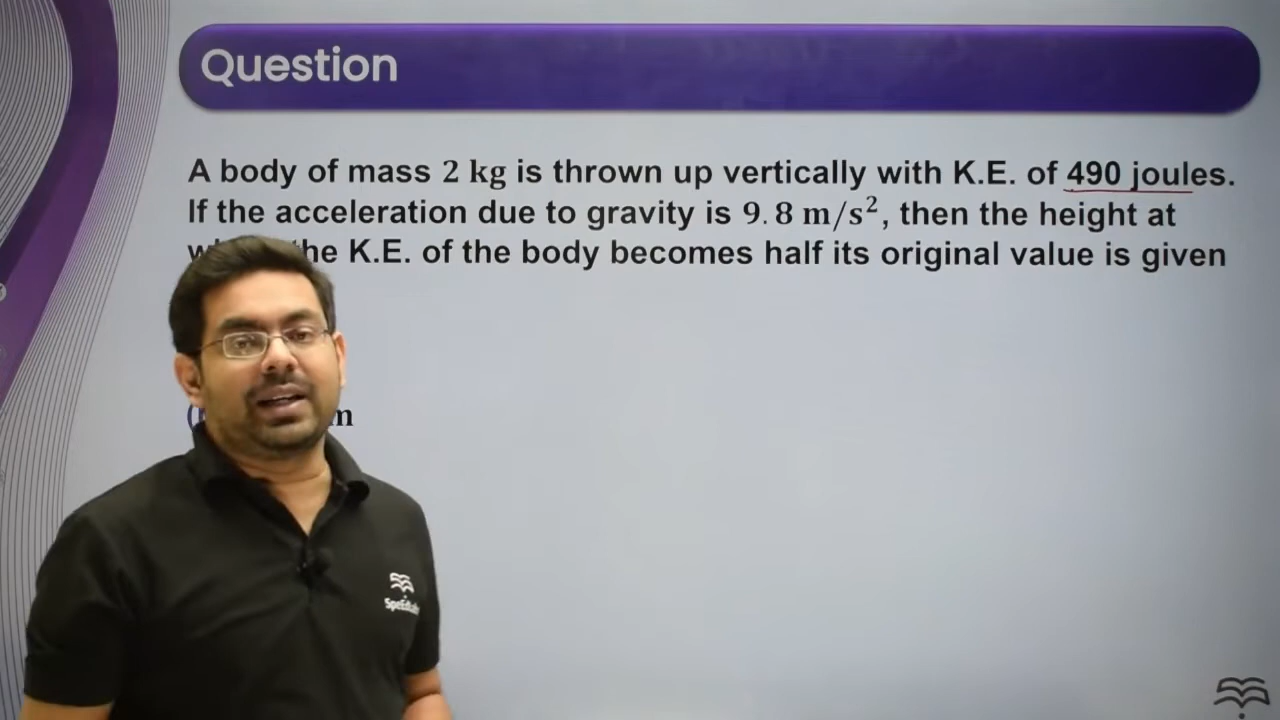 Question
A body of mass 2 kg is thrown up vertically with K.E. of 490 joules.
If the acceleration due to gravity is 9.8 m/s², then the height at
the K.E. of the body becomes half its original value is given
m